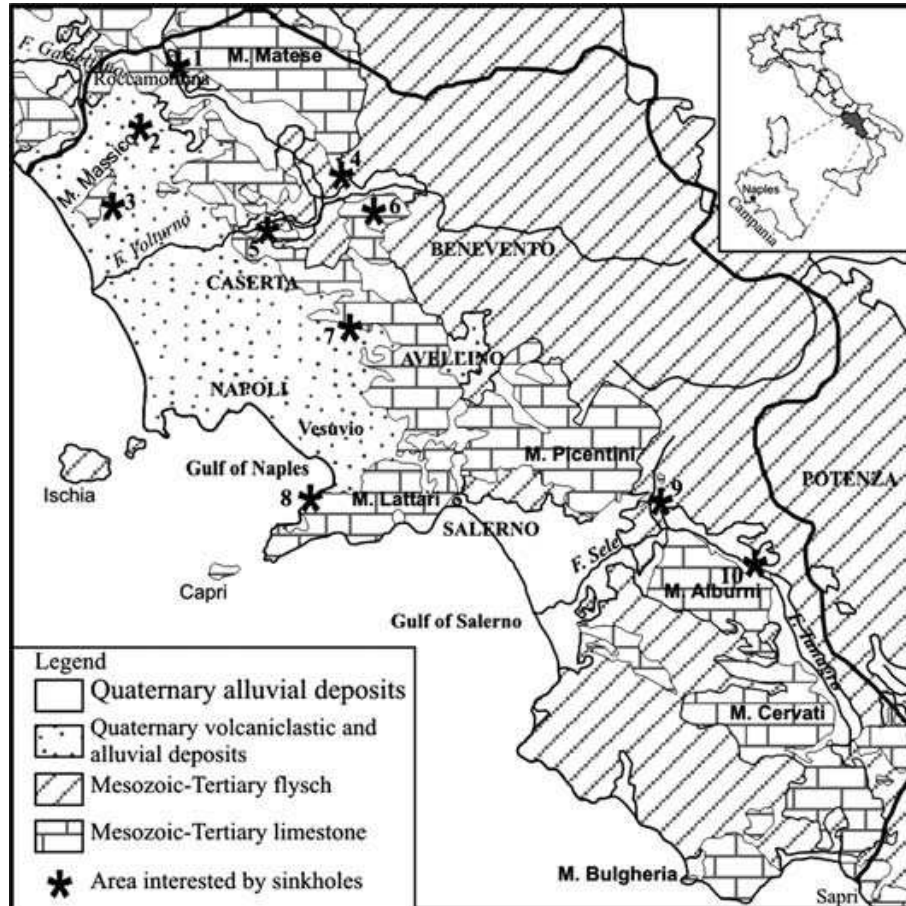 F. Garigliano
1
M. Matese
Roccamonfina
2
M. Massico
3
4
F. Volturno
5
6
BENEVENTO
CASERTA
7
AVELLINO
NAPOLI
Vesuvio
Gulf of Naples
M. Picentini
Ischia
8
M. Lattari
9
POTENZA
SALERNO
F. Sele
10
M. Alburni
Capri
Gulf of Salerno
F. Tanagro
M. Cervati
M. Bulgheria
Sapri
Naples
Campania
Legend
Quaternary alluvial deposits
Quaternary volcaniclastic and
alluvial deposits
Mesozoic-Tertiary flysch
Mesozoic-Tertiary limestone
Area interested by sinkholes